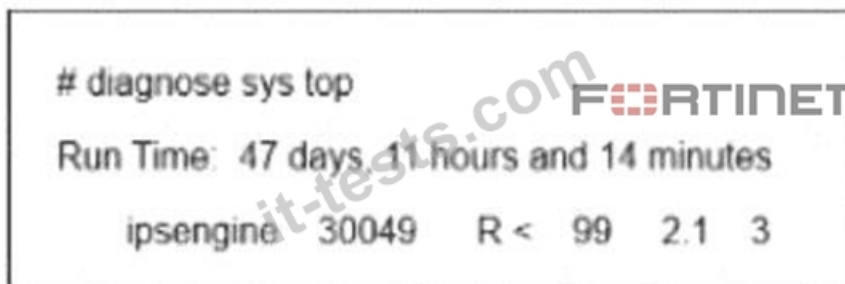 # diagnose sys top
FORTINET
Run Time: 47 days, 11 hours and 14 minutes
it-tests.com
ipsengine 30049 R < 99 2.1 3